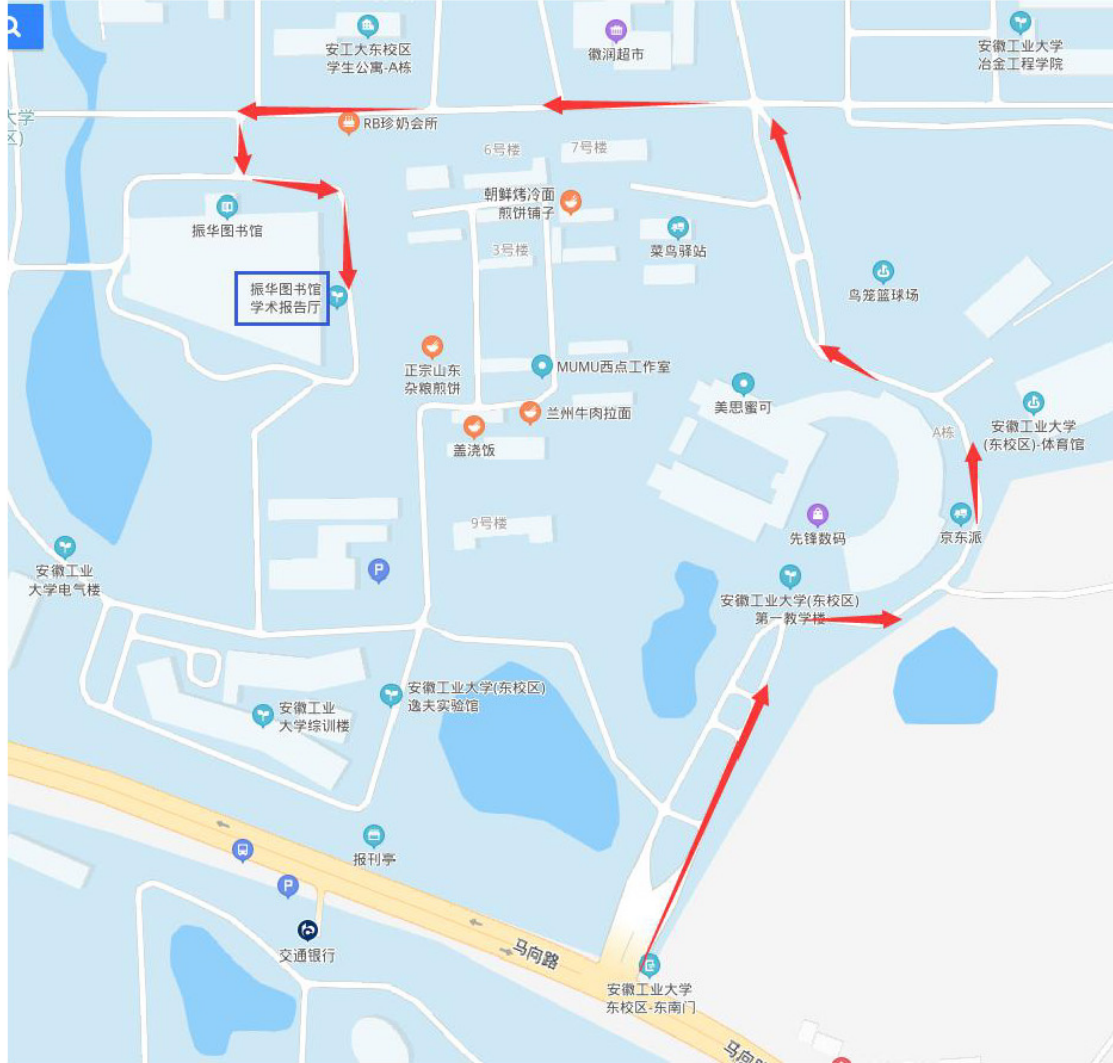 安工大东校区
学生公寓-A栋
徽润超市
安徽工业大学
冶金工程学院
大学
区)
RB珍奶会所
6号楼
7号楼
朝鲜烤冷面
煎饼铺子
振华图书馆
3号楼
菜鸟驿站
鸟笼篮球场
振华图书馆
学术报告厅
正宗山东
杂粮煎饼
MUMU西点工作室
美思蜜可
兰州牛肉拉面
A栋
安徽工业大学
(东校区)-体育馆
盖浇饭
9号楼
先锋数码
京东派
安徽工业
大学电气楼
P
安徽工业大学(东校区)
第一教学楼
安徽工业大学(东校区)
逸夫实验馆
安徽工业
大学综训楼
报刊亭
P
交通银行
马向路
安徽工业大学
东校区-东南门
马向路